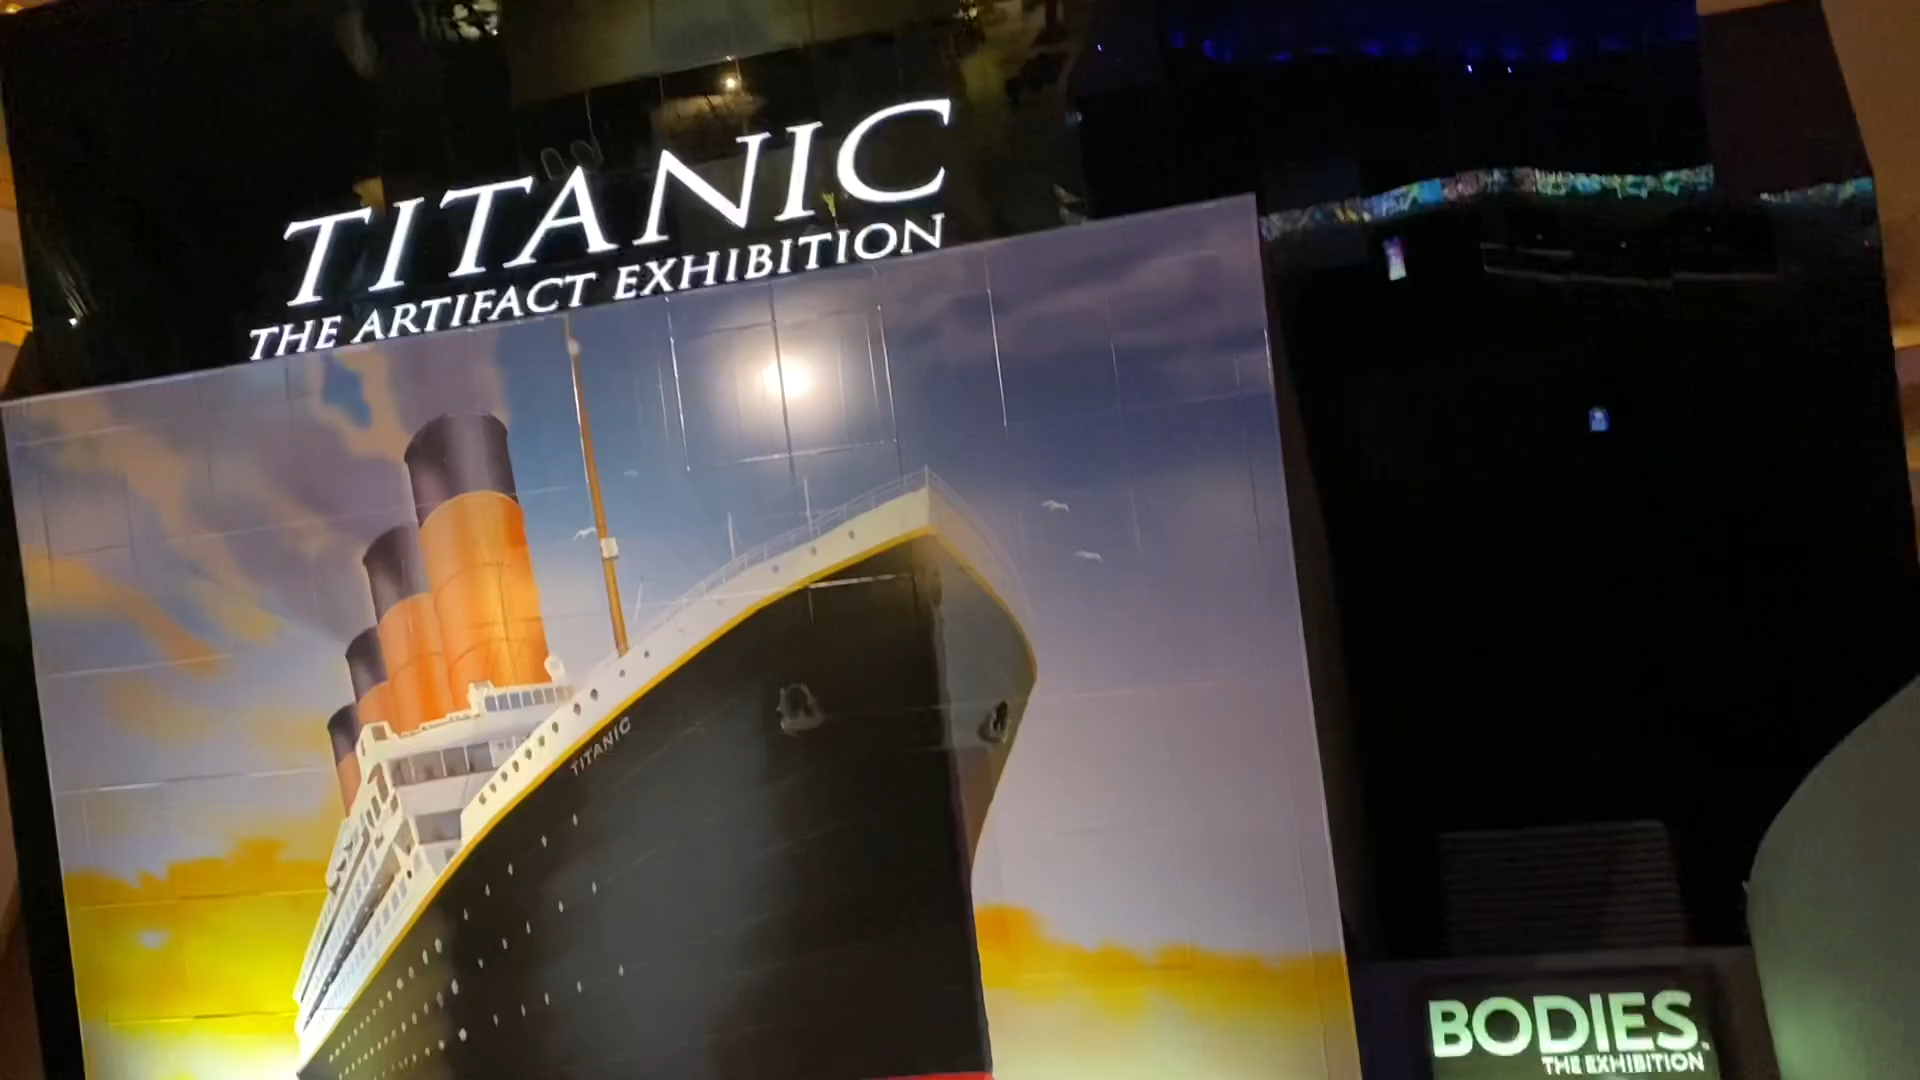 TITANIC
THE ARTIFACT EXHIBITION
TITANIC
BODIES
THE EXHIBITION